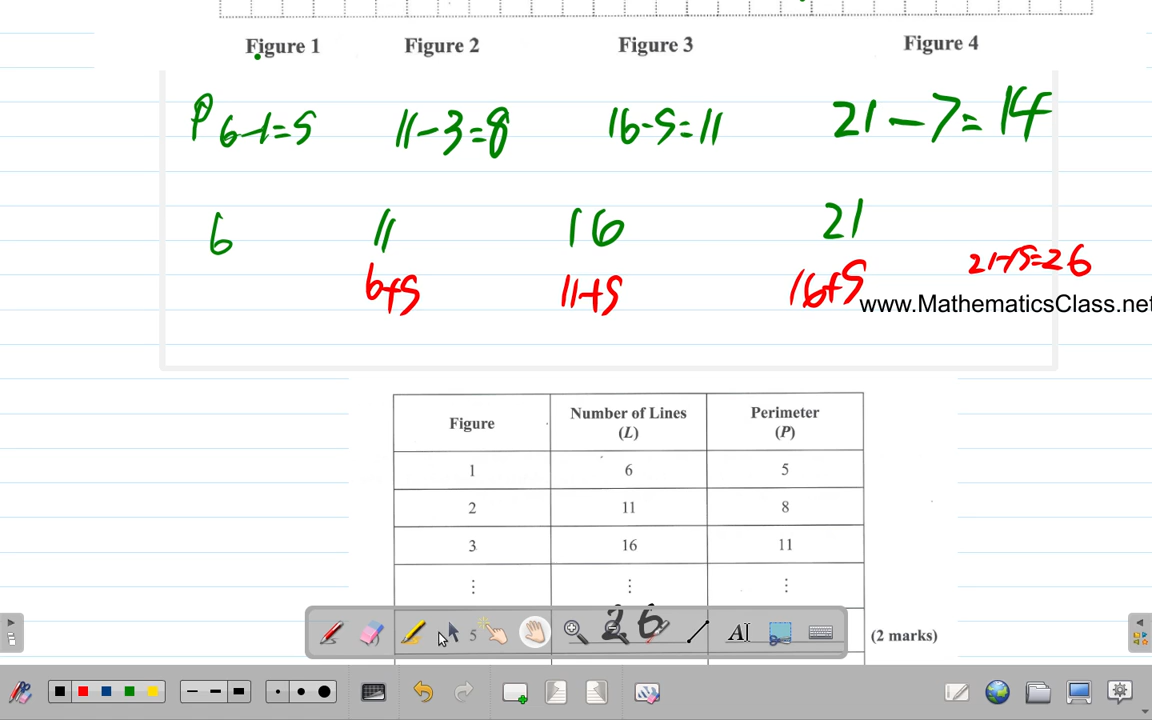 Figure 1 Figure 2 Figure 3 Figure 4
P 6-1=5 11-3=8 16-5=11 21-7=14
6 11 16 21
6+5 11+5 16+5 21+5=26
www.MathematicsClass.net
Figure Number of Lines (L) Perimeter (P)
1 6 5
2 11 8
3 16 11
⋮ ⋮ ⋮
5 26 (2 marks)